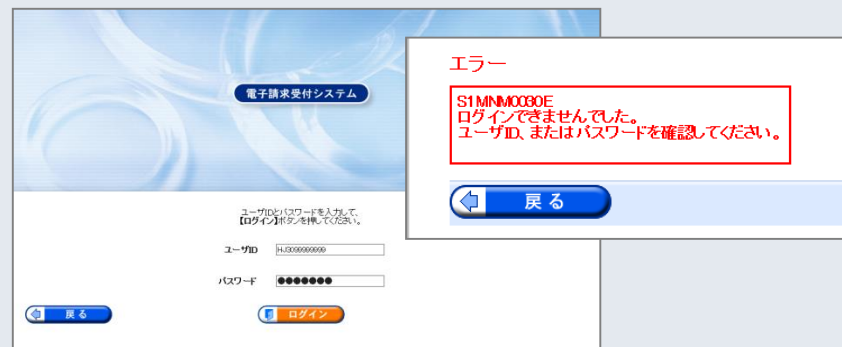 電子請求受付システム
ユーザIDとパスワードを入力して、
【ログイン】ボタンを押してください。
ユーザID HJ3099999999
パスワード ●●●●●●●
戻る
ログイン
エラー
S1MNM0030E
ログインできませんでした。
ユーザID、またはパスワードを確認してください。
戻る